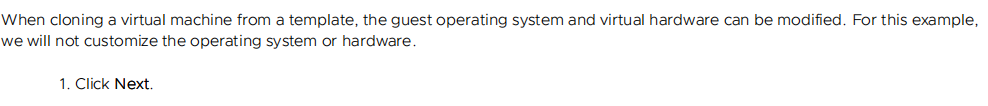 When cloning a virtual machine from a template, the guest operating system and virtual hardware can be modified. For this example,
we will not customize the operating system or hardware.
1. Click Next.